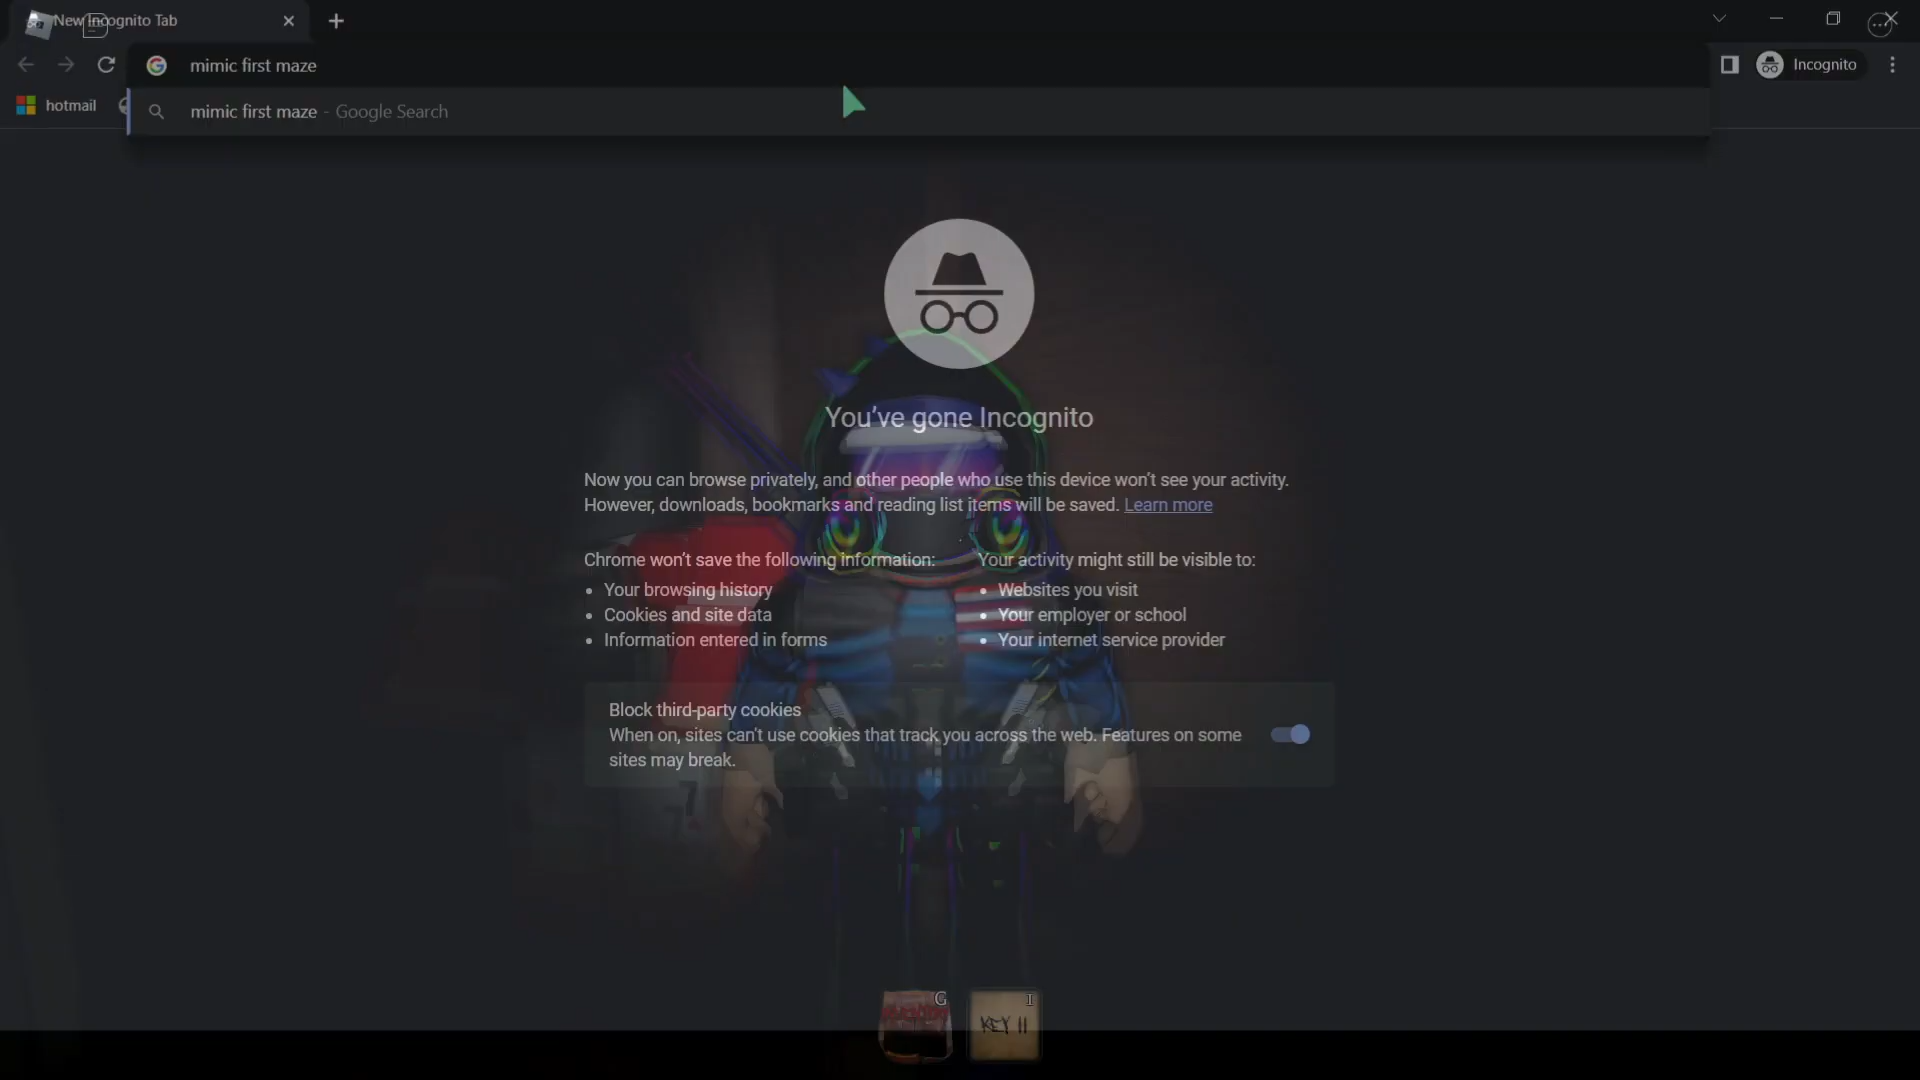 New Incognito Tab
mimic first maze
Incognito
hotmail
mimic first maze - Google Search
You've gone Incognito
Now you can browse privately, and other people who use this device won't see your activity.
However, downloads, bookmarks and reading list items will be saved. Learn more
Chrome won't save the following information:
Your browsing history
Cookies and site data
Information entered in forms
Your activity might still be visible to:
Websites you visit
Your employer or school
Your internet service provider
Block third-party cookies
When on, sites can't use cookies that track you across the web. Features on some
sites may break.
7
G
1
KEY II